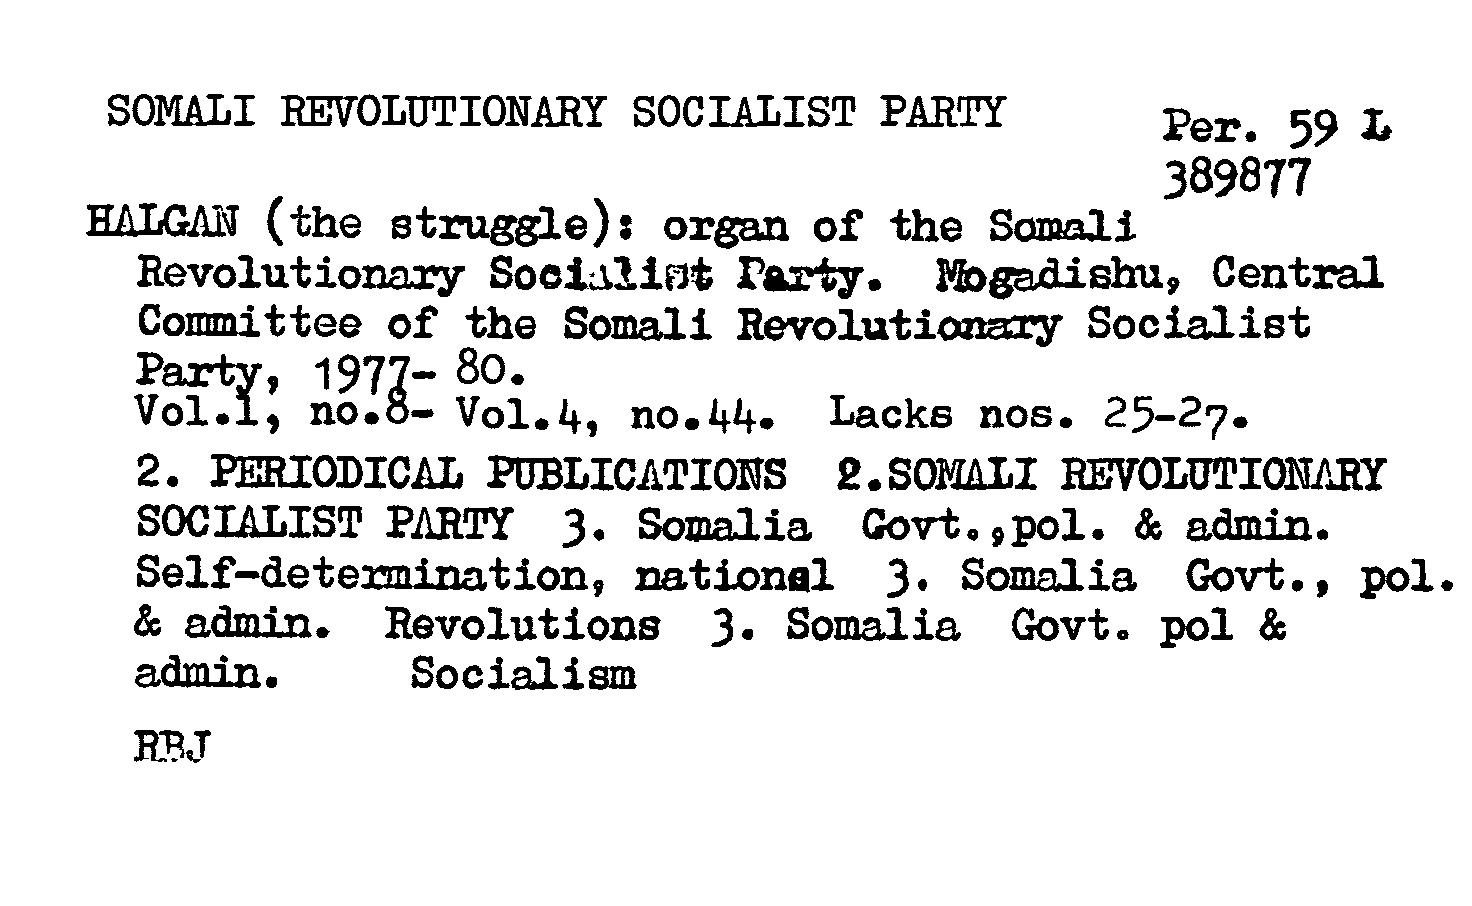 SOMALI REVOLUTIONARY SOCIALIST PARTY
Per. 59 L
389877
HALGAN (the struggle): organ of the Somali
Revolutionary Socialist Party. Mogadishu, Central
Committee of the Somali Revolutionary Socialist
Party, 1977- 80.
Vol.1, no.8- Vol.4, no.44. Lacks nos. 25-27.
2. PERIODICAL PUBLICATIONS 2.SOMALI REVOLUTIONARY
SOCIALIST PARTY 3. Somalia Govt.,pol. & admin.
Self-determination, national 3. Somalia Govt., pol.
& admin. Revolutions 3. Somalia Govt. pol &
admin. Socialism
RBJ